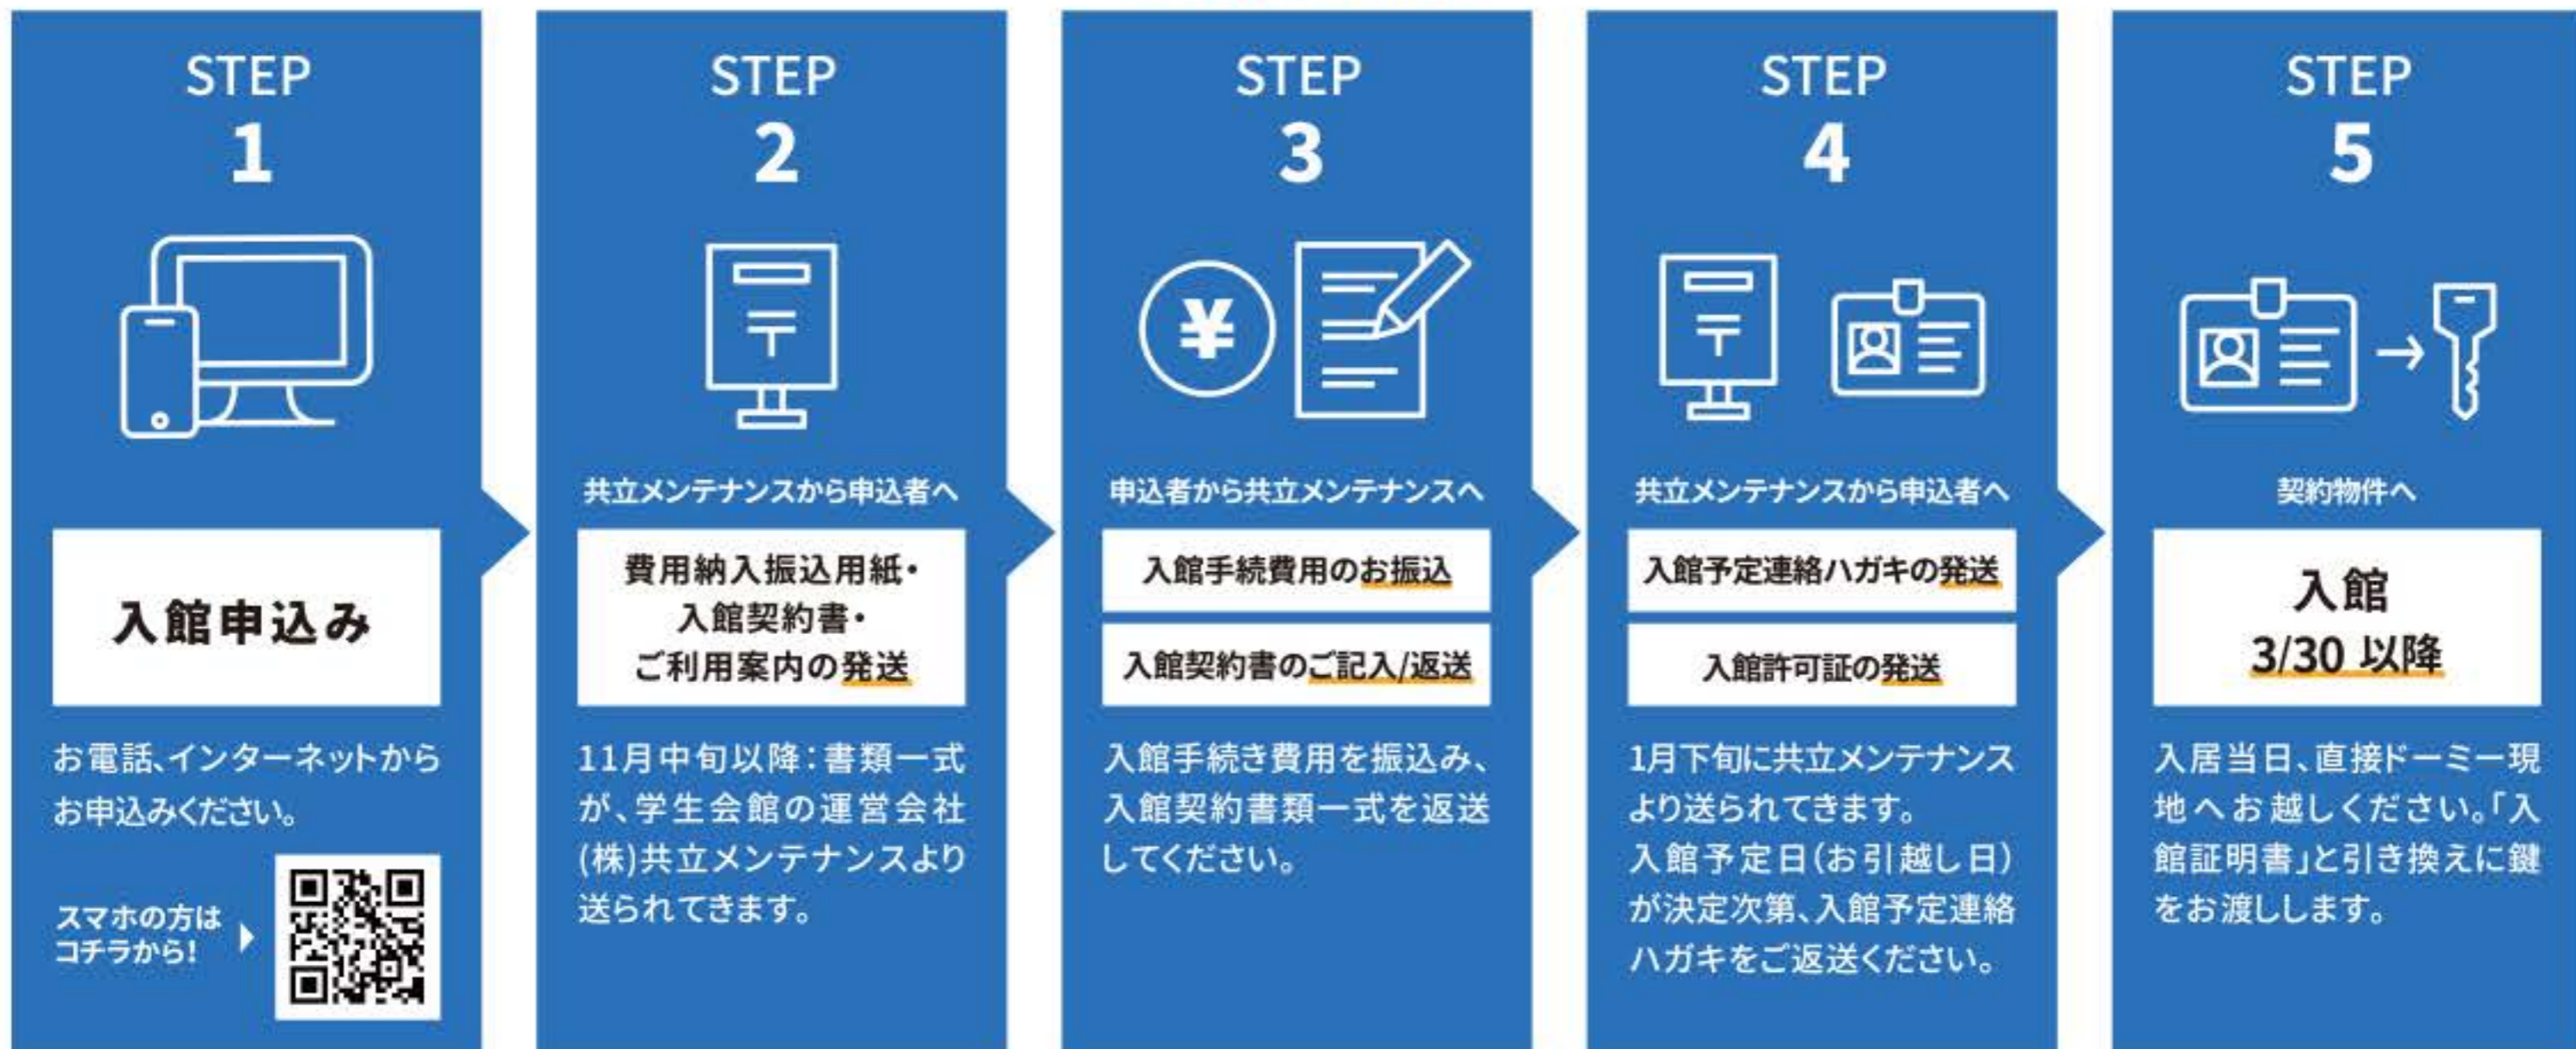 STEP
1
入館申込み
お電話、インターネットから
お申込みください。
スマホの方は
コチラから!
STEP
2
共立メンテナンスから申込者へ
費用納入振込用紙・
入館契約書・
ご利用案内の発送
11月中旬以降：書類一式
が、学生会館の運営会社
(株)共立メンテナンスより
送られてきます。
STEP
3
¥
申込者から共立メンテナンスへ
入館手続費用のお振込
入館契約書のご記入/返送
入館手続き費用を振込み、
入館契約書類一式を返送
してください。
STEP
4
共立メンテナンスから申込者へ
入館予定連絡ハガキの発送
入館許可証の発送
1月下旬に共立メンテナンス
より送られてきます。
入館予定日(お引越し日)
が決定次第、入館予定連絡
ハガキをご返送ください。
STEP
5
契約物件へ
入館
3/30 以降
入居当日、直接ドーミー現
地へお越しください。「入
館証明書」と引き換えに鍵
をお渡しします。